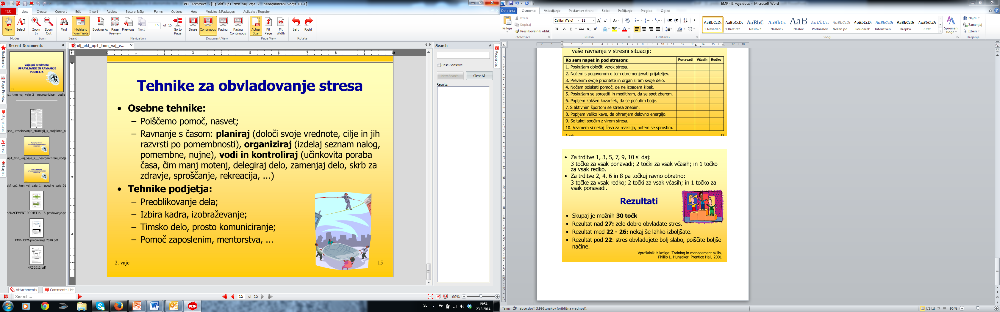 PDF Architect - [ulj_ekf_up1_tmn_vaj_vaje_2__neorganizirani_vodja_01-1]
FILE View Create Convert Edit Insert Review Secure & Sign Forms Options Help Modules & Packages Activate / Register
View Select Zoom In Zoom Out Find Highlight Form Fields Bookmarks Page Preview Previous Next 15 of 15 Go to Page Single Continuous Facing Facing Continuous Actual Size Fit Page Fit Width Left Right
Modes Zoom Search Navigation Document View Page View Rotate
Recent Documents
ulj_ekf_up1_tmn_vaj_v... x
Bookmarks
Page Preview
Signatures
Links
Layers
Vaje pri predmetu
UPRAVLJANJE IN RAVNANJE
PODJETJA
up1_tmn_vaj_vaje_2__neorganizirani_vodja_
sno_uresnicevanje_strategij_s_projektno_or
up1_tmn_vaj_vaje_2__neorganizirani_vodja
ekf_up1_tmn_vaj_vaje_1__uvodne_vaje_01
MANAGEMENT PODJETJA - 7. predavanje.pd
EMP- CRM-predavanje 2010.pdf
NPZ 2012.pdf
Tehnike za obvladovanje stresa
• Osebne tehnike:
– Poiščemo pomoč, nasvet;
– Ravnanje s časom: planiraj (določi svoje vrednote, cilje in jih
razvrsti po pomembnosti), organiziraj (izdelaj seznam nalog,
pomembne, nujne), vodi in kontroliraj (učinkovita poraba
časa, čim manj motenj, delegiraj delo, zamenjaj delo, skrb za
zdravje, sproščanje, rekreacija, ...)
• Tehnike podjetja:
– Preoblikovanje dela;
– Izbira kadra, izobraževanje;
– Timsko delo, prosto komuniciranje;
– Pomoč zaposlenim, mentorstva, ...
2. vaje 15
Search
Case-Sensitive
New Search Clear All
Results:
Properties
Attachments Comments List
Search...
15 of 15
100%
SL
19:54
23.3.2014
EMP - 9. vaje.docx - Microsoft Word
Datoteka Osnovno Vstavljanje Postavitev strani Sklici Pošiljanje Pregled Ogled
Prilepi
Izreži
Kopiraj
Preslikovalnik oblik
Odložišče
Calibri (Telo) 11
Pisava
Odstavek
AaBbCcDc AaBbCcDc AaBbC AaBbCc AaB AaBbCc. AaBbCcDc AaBbCcDc AaBbCcDc AaBbCcDc AaBbCcDc
¶ Navaden ¶ Brez raz... Naslov 1 Naslov 2 Naslov Podnaslov Nežen po... Poudarek Intenziven... Krepko Citat
Slogi
Spremeni sloge
Najdi
Zamenjaj
Izberi
Urejanje
vaše ravnanje v stresni situaciji:
Ko sem napet in pod stresom: Ponavadi Včasih Redko
1. Poskušam določiti vzrok stresa.
2. Nočem s pogovorom o tem obremenjevati prijateljev.
3. Preverim svoje prioritete in organiziram svoje delo.
4. Nočem poiskati pomoč, de ne izpadem šibek.
5. Poskušam se sprostiti in meditiram, da se spet zberem.
6. Popijem kakšen kozarček, da se počutim bolje.
7. S aktivnim športom se stresa znebim.
8. Popijem veliko kave, da ohranjem delovno energijo.
9. Se takoj soočim z virom stresa.
10. Vzamem si nekaj časa za reakcijo, potem se sprostim.
2. vaje 13
• Za trditve 1, 3, 5, 7, 9, 10 si daj:
3 točke za vsak ponavadi; 2 točki za vsak včasih; in 1 točko
za vsak redko.
• Za trditve 2, 4, 6 in 8 pa točkuj ravno obratno:
3 točke za vsak redko; 2 točki za vsak včasih; in 1 točko za
vsak ponavadi.
Rezultati
• Skupaj je možnih 30 točk
• Rezultat nad 27: zelo dobro obvladate stres.
• Rezultat med 22 - 26: nekaj še lahko izboljšate.
• Rezultat pod 22: stres obvladujete bolj slabo, poiščite boljše
načine.
Vprašalnik iz knjige: Training in management skills,
Phillip L. Hunsaker, Prentice Hall, 2001
"emp - ŽP - abce.doc": 3.996 znakov (približna vrednost).
90 %